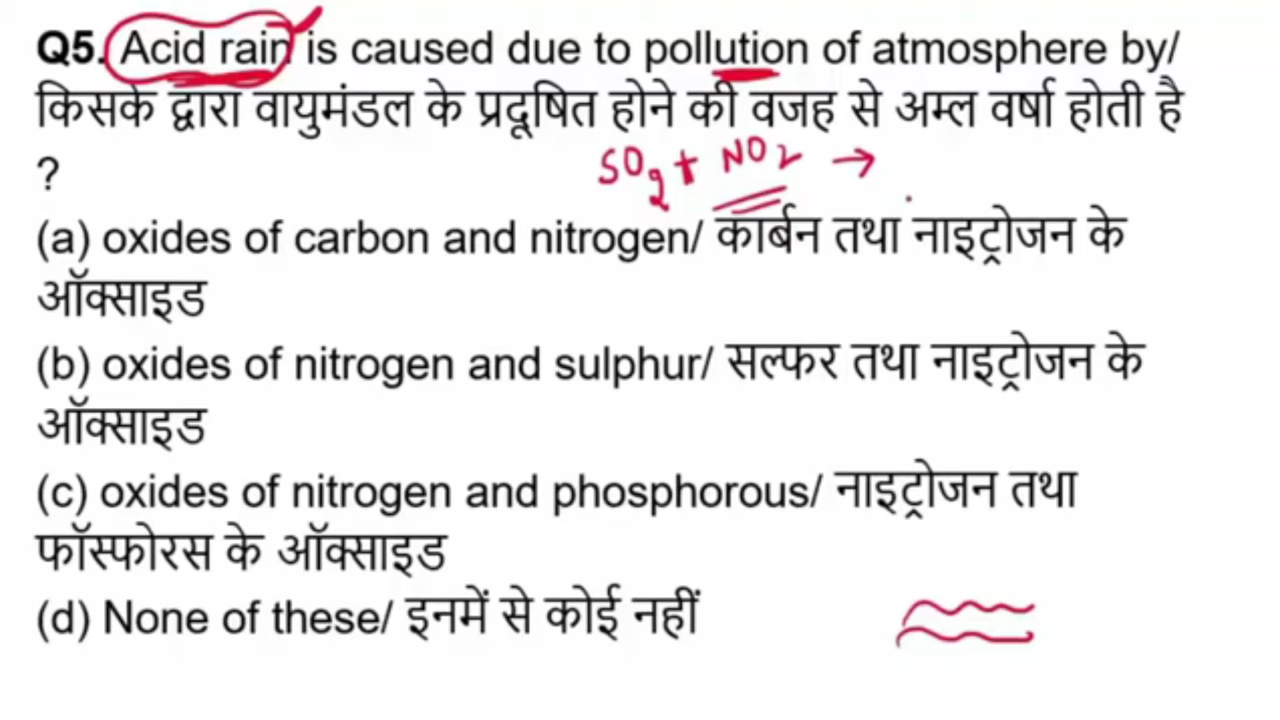 Q5. Acid rain is caused due to pollution of atmosphere by/
किसके द्वारा वायुमंडल के प्रदूषित होने की वजह से अम्ल वर्षा होती है
?
SO2 + NO2 →
(a) oxides of carbon and nitrogen/ कार्बन तथा नाइट्रोजन के
ऑक्साइड
(b) oxides of nitrogen and sulphur/ सल्फर तथा नाइट्रोजन के
ऑक्साइड
(c) oxides of nitrogen and phosphorous/ नाइट्रोजन तथा
फॉस्फोरस के ऑक्साइड
(d) None of these/ इनमें से कोई नहीं